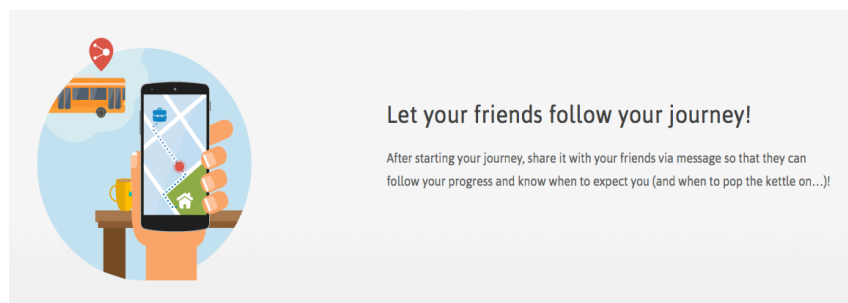 Let your friends follow your journey!
After starting your journey, share it with your friends via message so that they can
follow your progress and know when to expect you (and when to pop the kettle on…)!